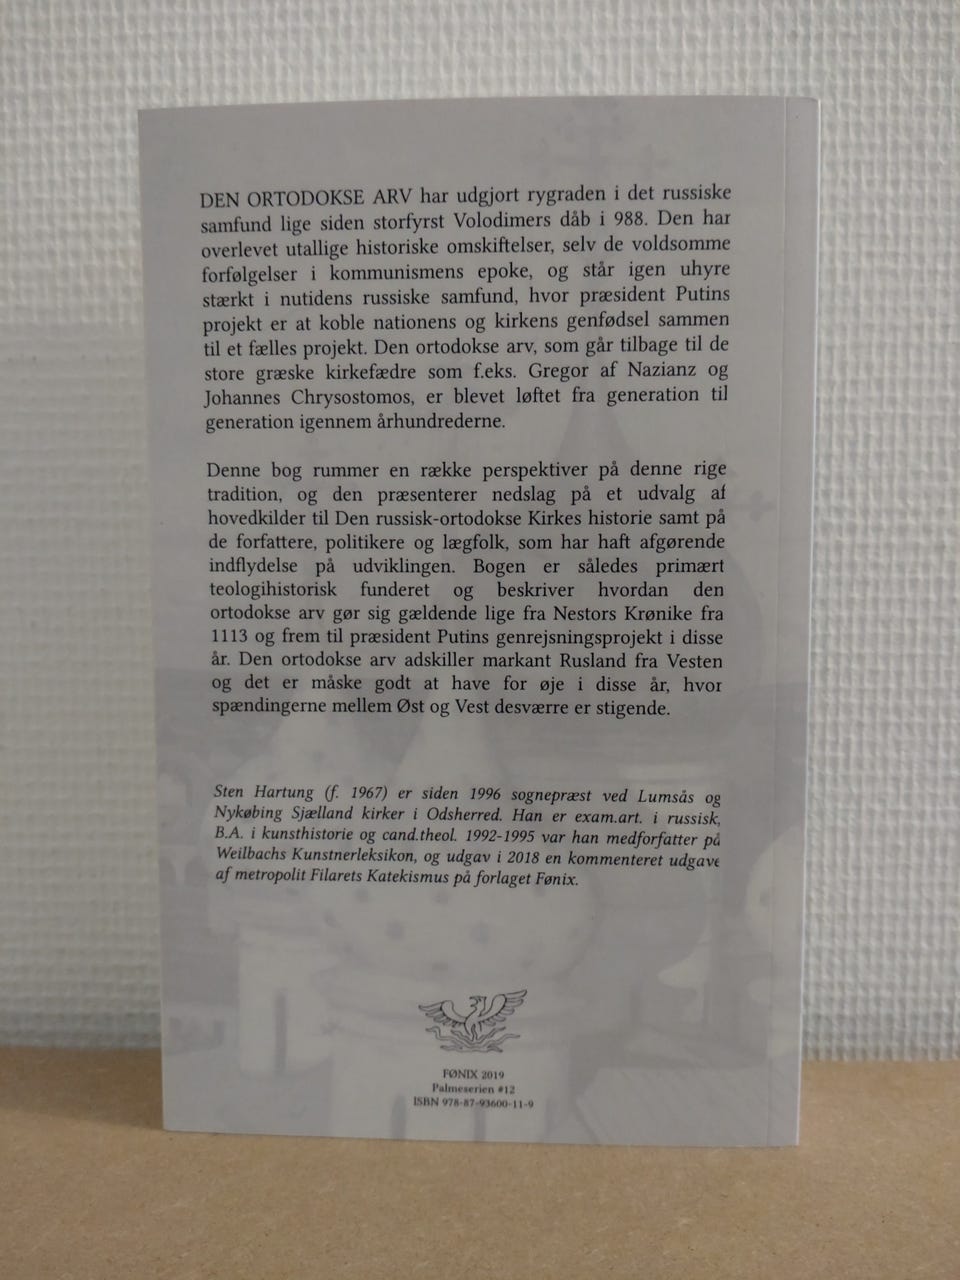 DEN ORTODOKSE ARV har udgjort rygraden i det russiske
samfund lige siden storfyrst Volodimers dåb i 988. Den har
overlevet utallige historiske omskiftelser, selv de voldsomme
forfølgelser i kommunismens epoke, og står igen uhyre
stærkt i nutidens russiske samfund, hvor præsident Putins
projekt er at koble nationens og kirkens genfødsel sammen
til et fælles projekt. Den ortodokse arv, som går tilbage til de
store græske kirkefædre som f.eks. Gregor af Nazianz og
Johannes Chrysostomos, er blevet løftet fra generation til
generation igennem århundrederne.
Denne bog rummer en række perspektiver på denne rige
tradition, og den præsenterer nedslag på et udvalg af
hovedkilder til Den russisk-ortodokse Kirkes historie samt på
de forfattere, politikere og lægfolk, som har haft afgørende
indflydelse på udviklingen. Bogen er således primært
teologihistorisk funderet og beskriver hvordan den
ortodokse arv gør sig gældende lige fra Nestors Krønike fra
1113 og frem til præsident Putins genrejsningsprojekt i disse
år. Den ortodokse arv adskiller markant Rusland fra Vesten
og det er måske godt at have for øje i disse år, hvor
spændingerne mellem Øst og Vest desværre er stigende.
Sten Hartung (f. 1967) er siden 1996 sognepræst ved Lumsås og
Nykøbing Sjælland kirker i Odsherred. Han er exam.art. i russisk,
B.A. i kunsthistorie og cand.theol. 1992-1995 var han medforfatter på
Weilbachs Kunstnerleksikon, og udgav i 2018 en kommenteret udgave
af metropolit Filarets Katekismus på forlaget Fønix.
FØNIX 2019
Palmeserien #12
ISBN 978-87-93600-11-9